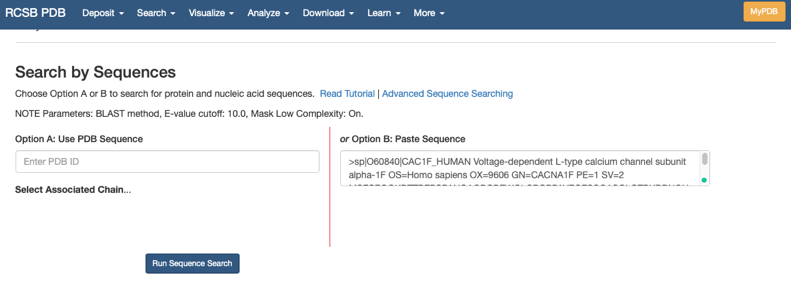 RCSB PDB Deposit Search Visualize Analyze Download Learn More MyPDB
Search by Sequences
Choose Option A or B to search for protein and nucleic acid sequences. Read Tutorial | Advanced Sequence Searching
NOTE Parameters: BLAST method, E-value cutoff: 10.0, Mask Low Complexity: On.
Option A: Use PDB Sequence
Enter PDB ID
Select Associated Chain...
or Option B: Paste Sequence
>sp|O60840|CAC1F_HUMAN Voltage-dependent L-type calcium channel subunit
alpha-1F OS=Homo sapiens OX=9606 GN=CACNA1F PE=1 SV=2
Run Sequence Search